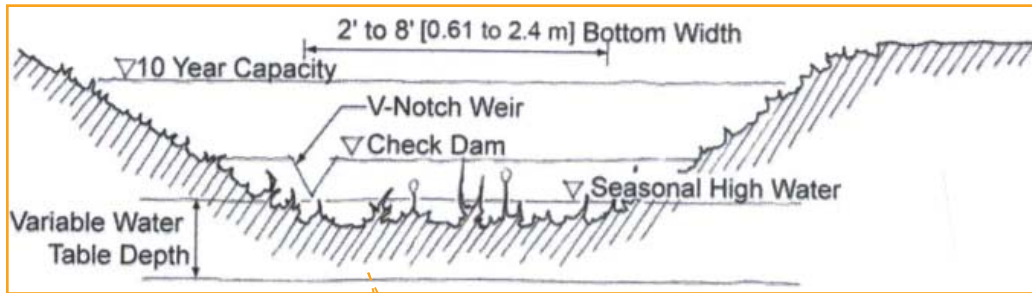 2' to 8' [0.61 to 2.4 m] Bottom Width
10 Year Capacity
V-Notch Weir
Check Dam
Seasonal High Water
Variable Water
Table Depth